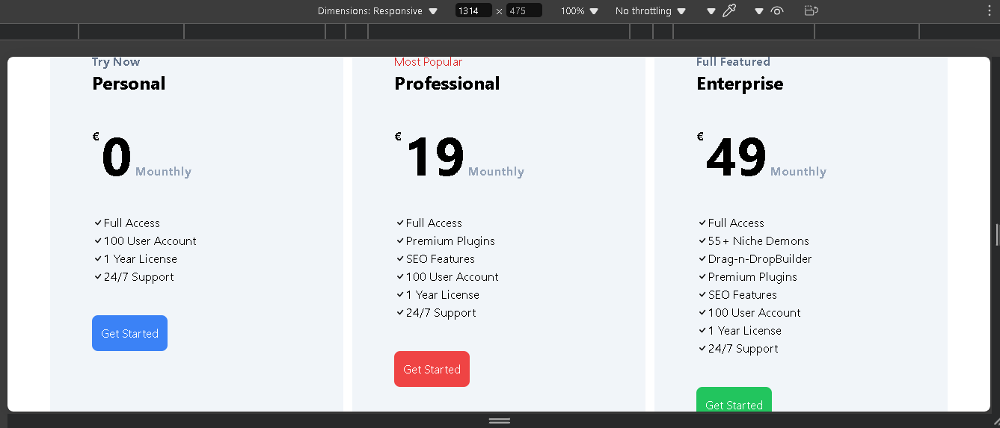 Dimensions: Responsive 1314 × 475 100% No throttling
Try Now
Personal
€0 Mounthly
Full Access
100 User Account
1 Year License
24/7 Support
Get Started
Most Popular
Professional
€19 Mounthly
Full Access
Premium Plugins
SEO Features
100 User Account
1 Year License
24/7 Support
Get Started
Full Featured
Enterprise
€49 Mounthly
Full Access
55+ Niche Demons
Drag-n-DropBuilder
Premium Plugins
SEO Features
100 User Account
1 Year License
24/7 Support
Get Started